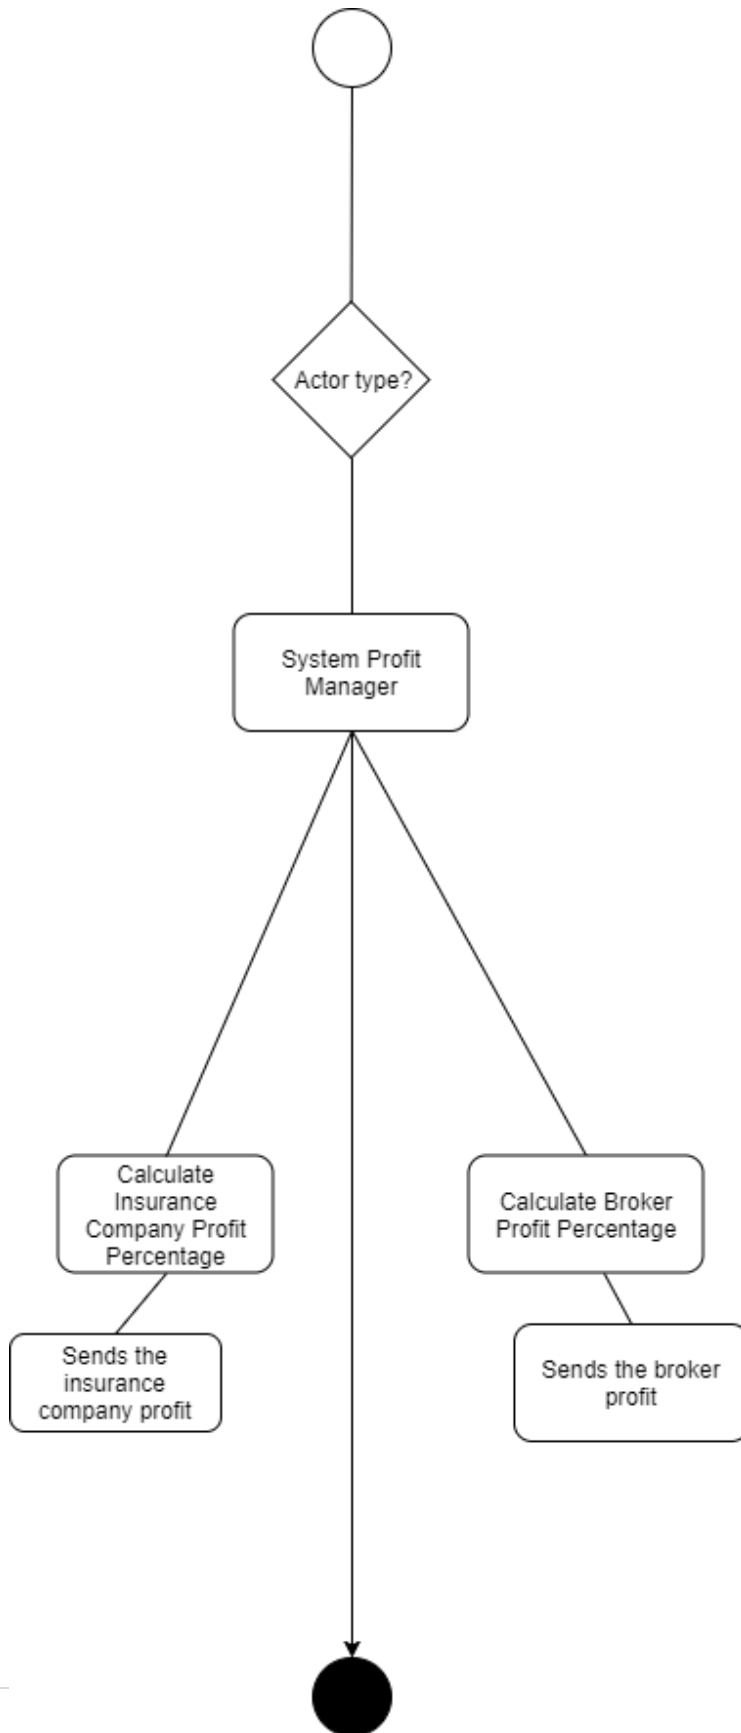 Actor type?
System Profit
Manager
Calculate
Insurance
Company Profit
Percentage
Calculate Broker
Profit Percentage
Sends the
insurance
company profit
Sends the broker
profit